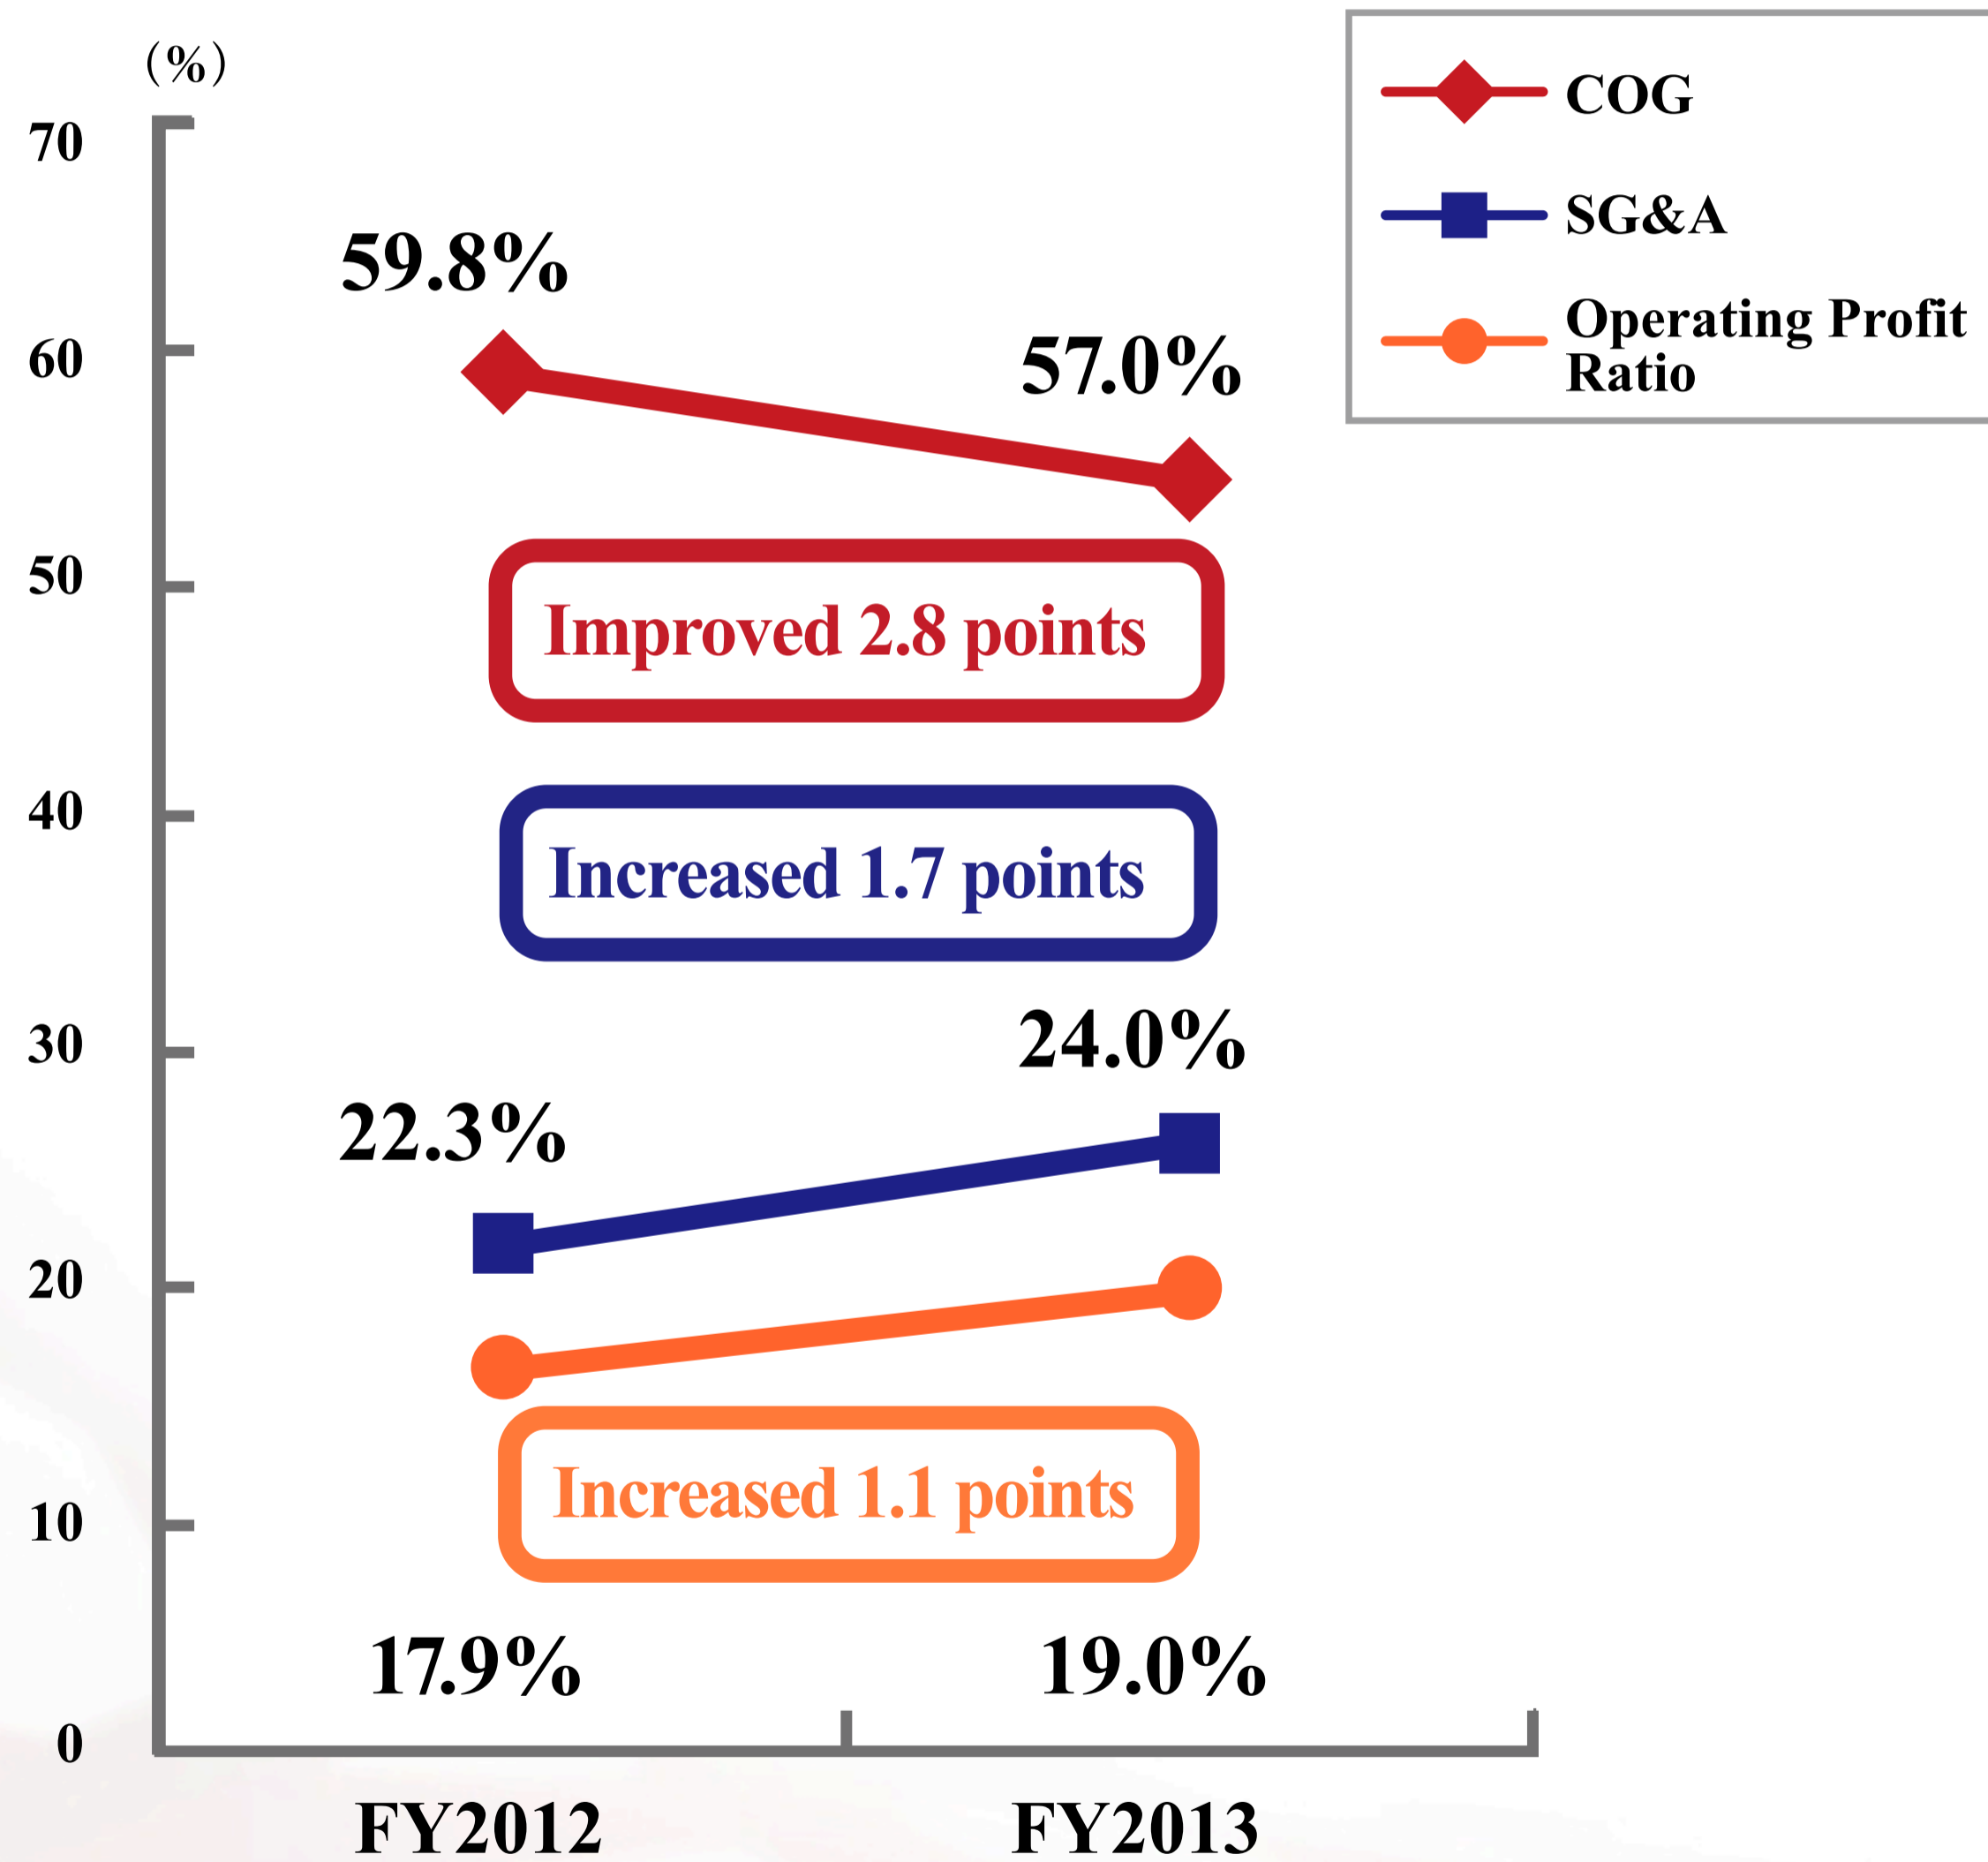 (%)
70
60
50
40
30
20
10
0
COG
SG&A
Operating Profit
Ratio
59.8%
57.0%
Improved 2.8 points
Increased 1.7 points
24.0%
22.3%
Increased 1.1 points
17.9%
19.0%
FY2012
FY2013